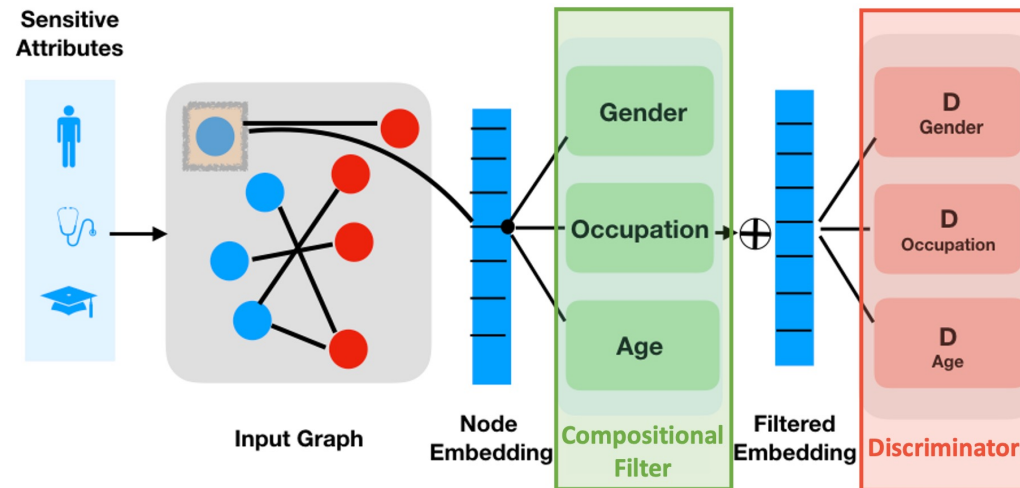 Sensitive
Attributes
Input Graph
Node
Embedding
Gender
Occupation
Age
Compositional
Filter
Filtered
Embedding
D
Gender
D
Occupation
D
Age
Discriminator